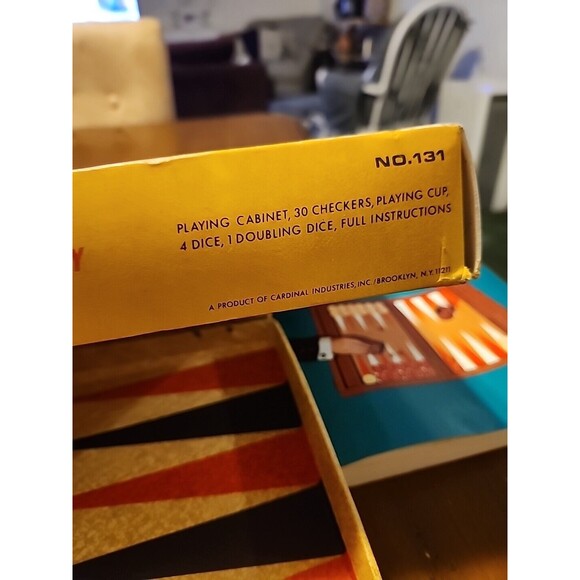 NO.131
PLAYING CABINET, 30 CHECKERS, PLAYING CUP,
4 DICE, 1 DOUBLING DICE, FULL INSTRUCTIONS
Y
A PRODUCT OF CARDINAL INDUSTRIES, INC./BROOKLYN, N.Y. 11211